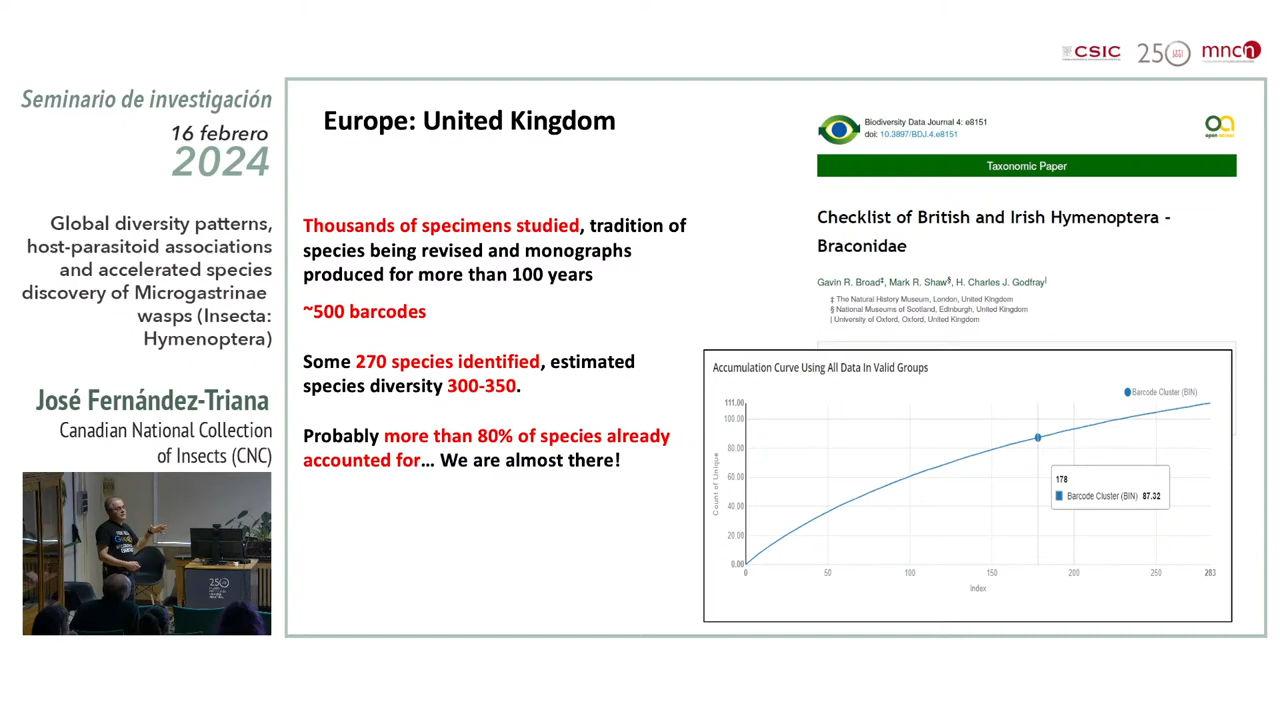 CSIC
250
mncn
Seminario de investigación
16 febrero
2024
Global diversity patterns,
host-parasitoid associations
and accelerated species
discovery of Microgastrinae
wasps (Insecta:
Hymenoptera)
José Fernández-Triana
Canadian National Collection
of Insects (CNC)
Europe: United Kingdom
Thousands of specimens studied, tradition of
species being revised and monographs
produced for more than 100 years
~500 barcodes
Some 270 species identified, estimated
species diversity 300-350.
Probably more than 80% of species already
accounted for... We are almost there!
Biodiversity Data Journal 4: e8151
doi: 10.3897/BDJ.4.e8151
open access
Taxonomic Paper
Checklist of British and Irish Hymenoptera -
Braconidae
Gavin R. Broad‡, Mark R. Shaw§, H. Charles J. Godfray|
‡ The Natural History Museum, London, United Kingdom
§ National Museums of Scotland, Edinburgh, United Kingdom
| University of Oxford, Oxford, United Kingdom
Accumulation Curve Using All Data In Valid Groups
Barcode Cluster (BIN)
111.00
100.00
80.00
60.00
40.00
20.00
0.00
Count of Unique
178
Barcode Cluster (BIN) 87.32
0 50 100 150 200 250 283
Index
250